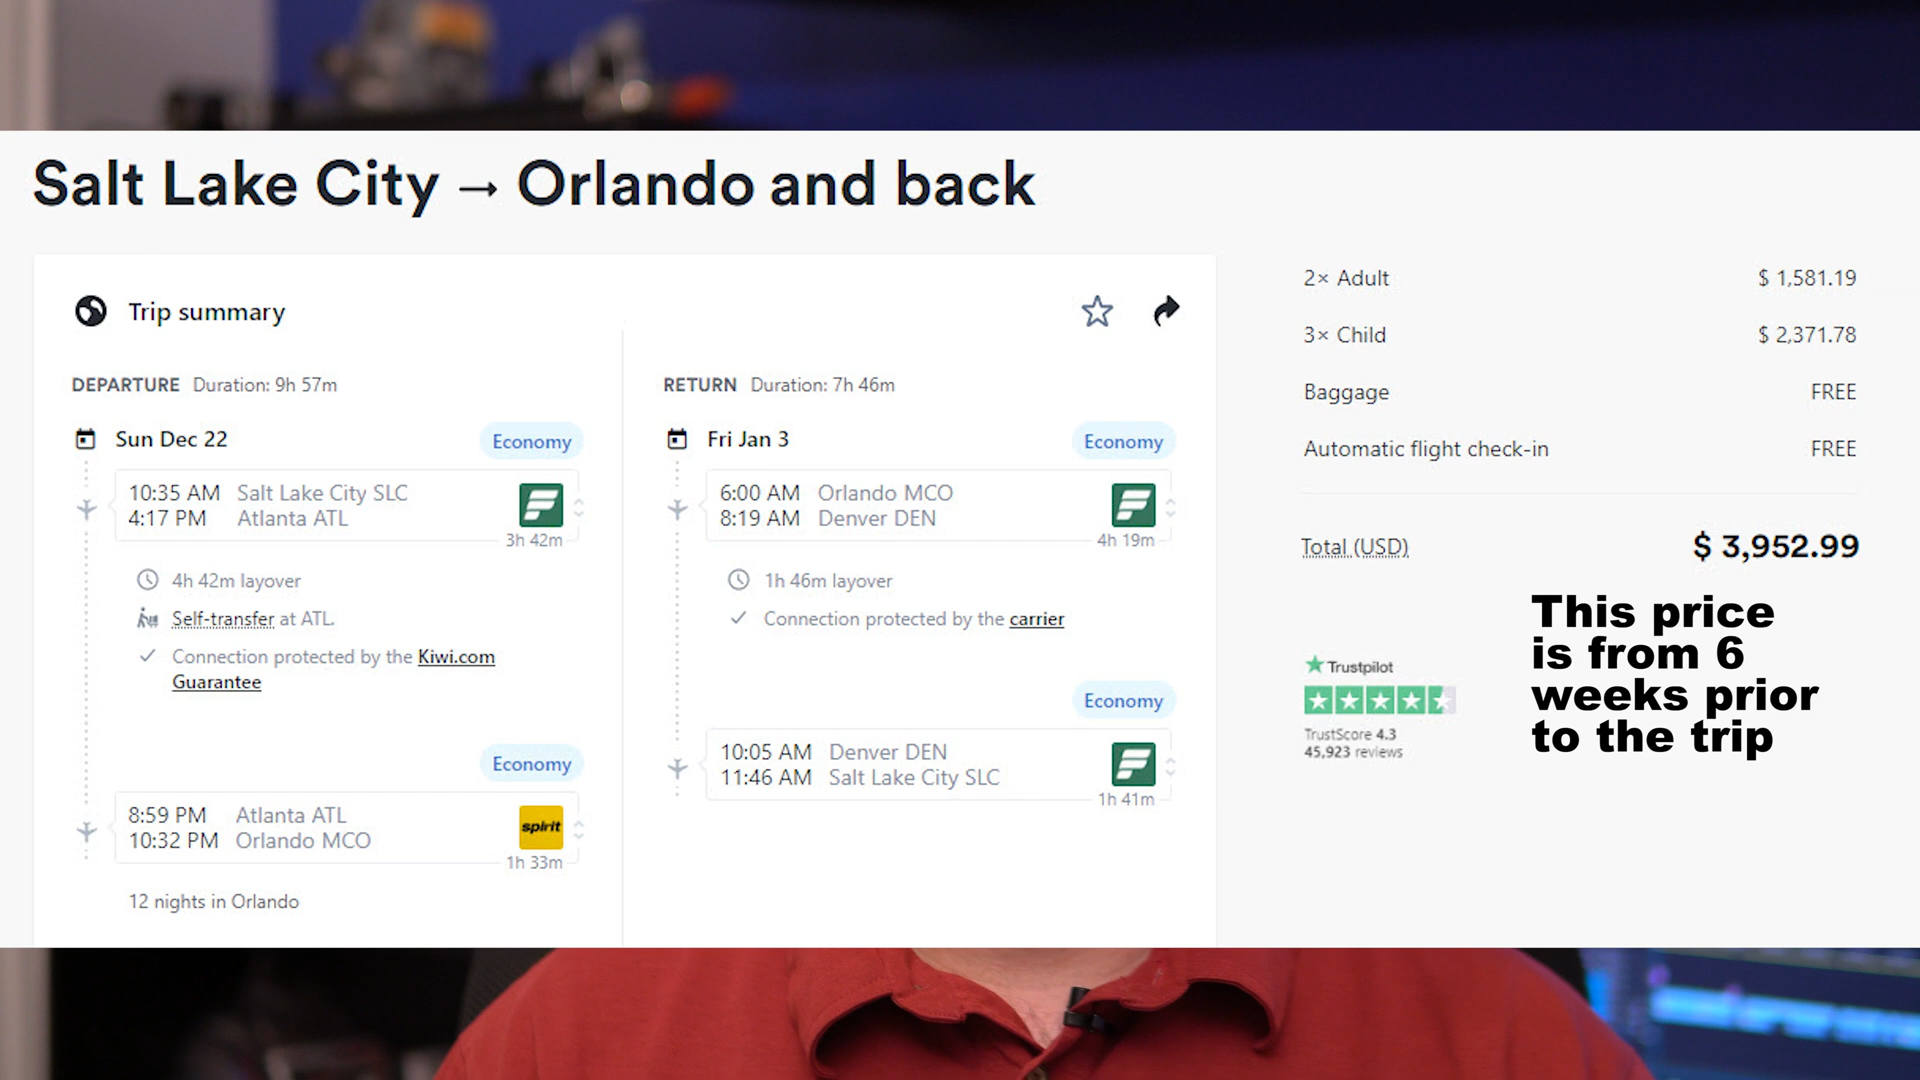 Salt Lake City → Orlando and back
Trip summary
DEPARTURE Duration: 9h 57m
Sun Dec 22
Economy
10:35 AM Salt Lake City SLC
4:17 PM Atlanta ATL
3h 42m
4h 42m layover
Self-transfer at ATL.
Connection protected by the Kiwi.com
Guarantee
Economy
8:59 PM Atlanta ATL
10:32 PM Orlando MCO
spirit
1h 33m
12 nights in Orlando
RETURN Duration: 7h 46m
Fri Jan 3
Economy
6:00 AM Orlando MCO
8:19 AM Denver DEN
4h 19m
1h 46m layover
Connection protected by the carrier
Economy
10:05 AM Denver DEN
11:46 AM Salt Lake City SLC
1h 41m
2× Adult $ 1,581.19
3× Child $ 2,371.78
Baggage FREE
Automatic flight check-in FREE
Total (USD) $ 3,952.99
Trustpilot
TrustScore 4.3
45,923 reviews
This price
is from 6
weeks prior
to the trip